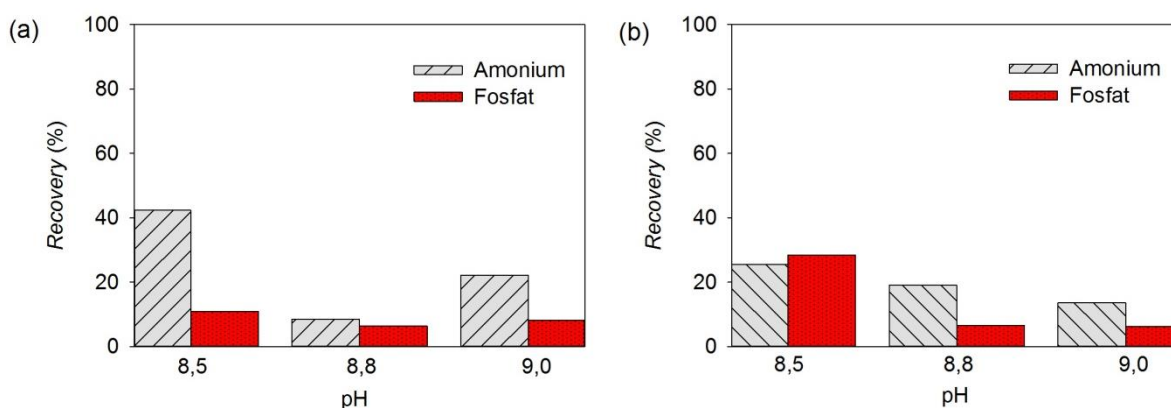 (a)
100
80
60
40
20
0
Recovery (%)
Amonium
Fosfat
8,5 8,8 9,0
pH
(b)
100
80
60
40
20
0
Recovery (%)
Amonium
Fosfat
8,5 8,8 9,0
pH